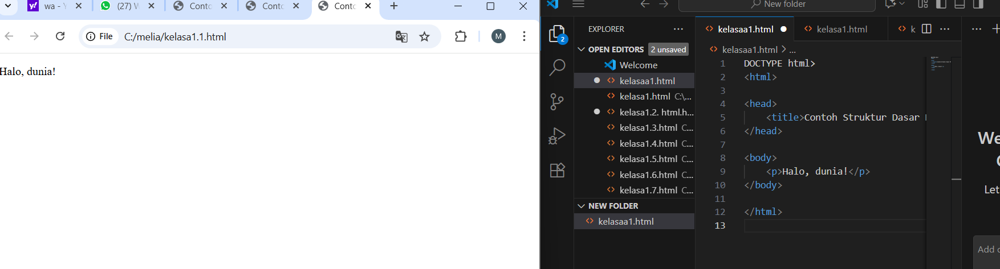 wa - Y
(27) W
Conto
Conto
Conto
File
C:/melia/kelasa1.1.html
M
Halo, dunia!
New folder
2
EXPLORER
OPEN EDITORS 2 unsaved
Welcome
kelasaa1.html
kelasa1.html C:\...
kelasa1.2. html.h...
kelasa1.3.html C...
kelasa1.4.html C...
kelasa1.5.html C...
kelasa1.6.html C...
kelasa1.7.html C...
NEW FOLDER
kelasaa1.html
kelasaa1.html
kelasa1.html
k
kelasaa1.html > ...
1 DOCTYPE html>
2 <html>
3
4 <head>
5 <title>Contoh Struktur Dasar
6 </head>
7
8 <body>
9 <p>Halo, dunia!</p>
10 </body>
11
12 </html>
13
We
Let
Add c